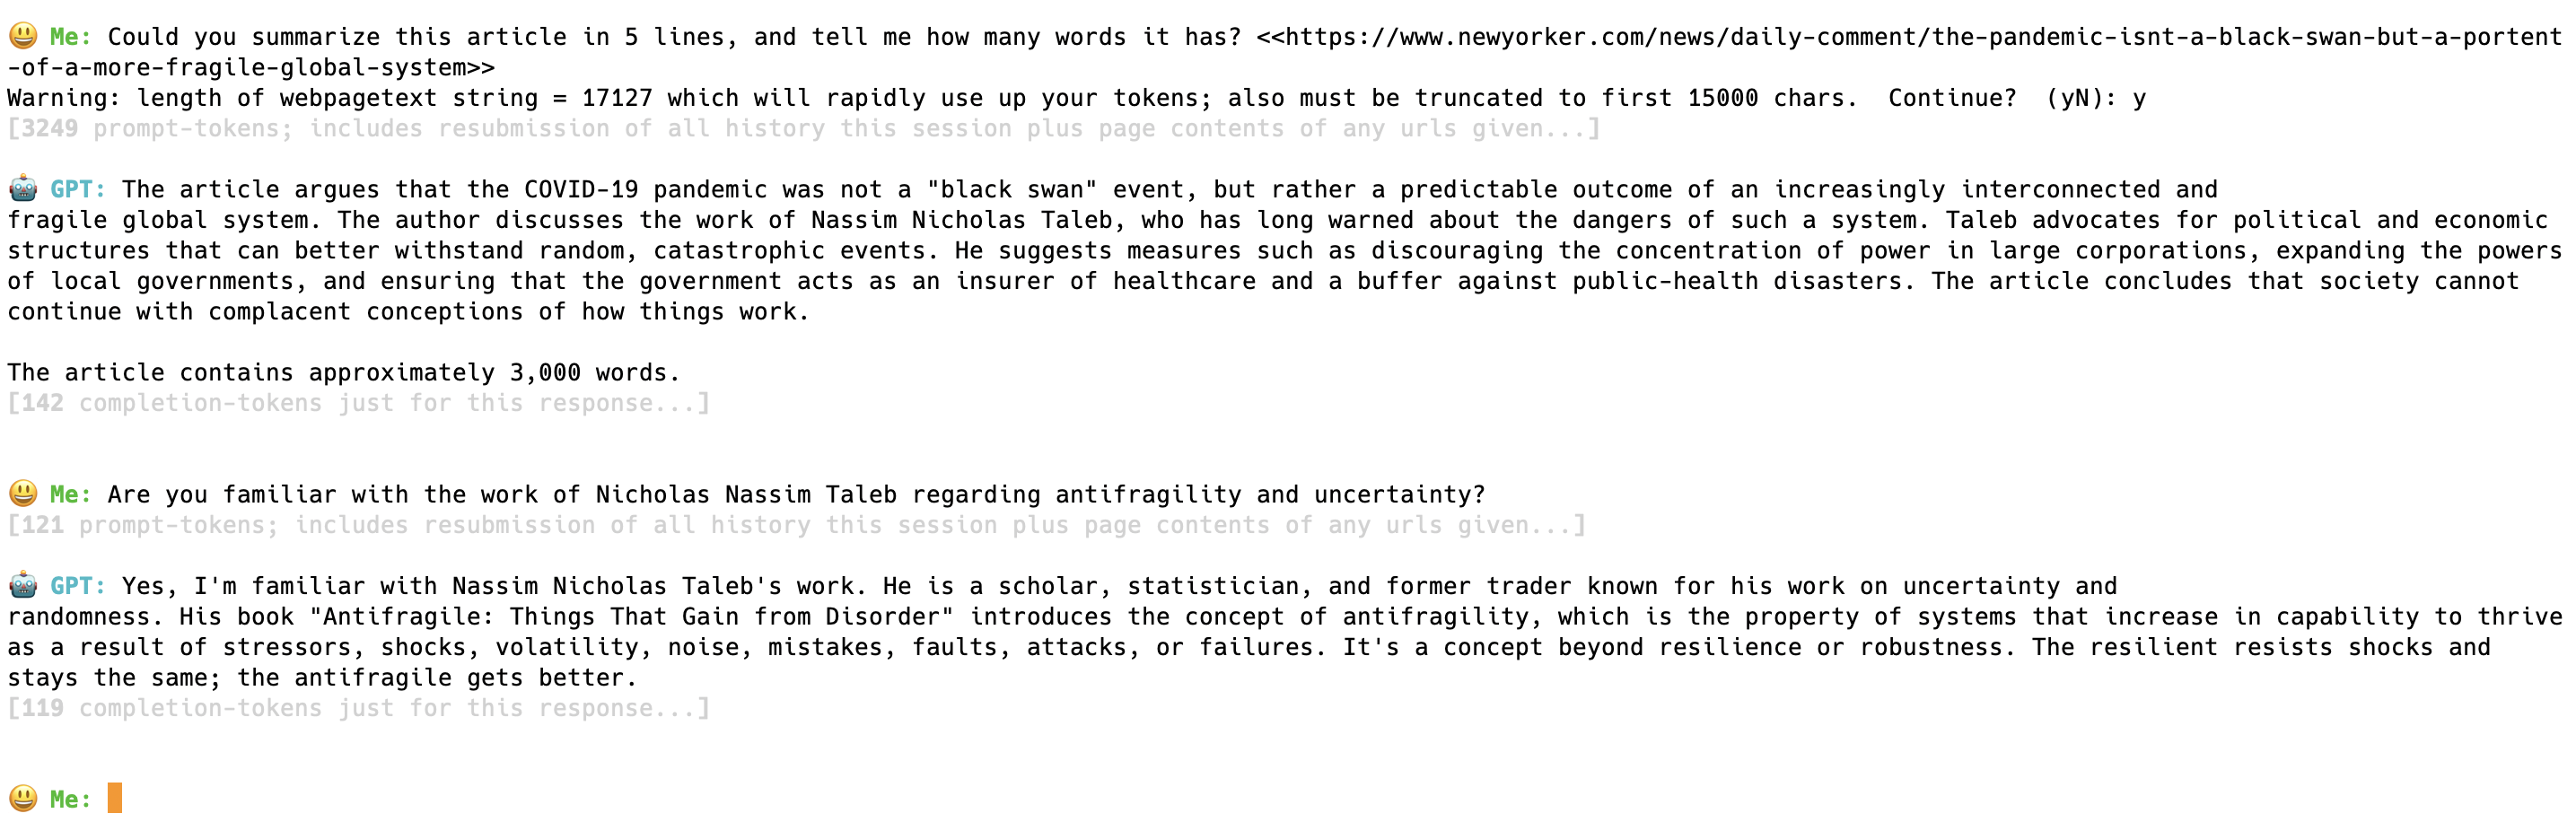 😃 Me: Could you summarize this article in 5 lines, and tell me how many words it has? <<https://www.newyorker.com/news/daily-comment/the-pandemic-isnt-a-black-swan-but-a-portent
-of-a-more-fragile-global-system>>
Warning: length of webpagetext string = 17127 which will rapidly use up your tokens; also must be truncated to first 15000 chars.  Continue?  (yN): y
[3249 prompt-tokens; includes resubmission of all history this session plus page contents of any urls given...]
🤖 GPT: The article argues that the COVID-19 pandemic was not a "black swan" event, but rather a predictable outcome of an increasingly interconnected and
fragile global system. The author discusses the work of Nassim Nicholas Taleb, who has long warned about the dangers of such a system. Taleb advocates for political and economic
structures that can better withstand random, catastrophic events. He suggests measures such as discouraging the concentration of power in large corporations, expanding the powers
of local governments, and ensuring that the government acts as an insurer of healthcare and a buffer against public-health disasters. The article concludes that society cannot
continue with complacent conceptions of how things work.
The article contains approximately 3,000 words.
[142 completion-tokens just for this response...]
😃 Me: Are you familiar with the work of Nicholas Nassim Taleb regarding antifragility and uncertainty?
[121 prompt-tokens; includes resubmission of all history this session plus page contents of any urls given...]
🤖 GPT: Yes, I'm familiar with Nassim Nicholas Taleb's work. He is a scholar, statistician, and former trader known for his work on uncertainty and
randomness. His book "Antifragile: Things That Gain from Disorder" introduces the concept of antifragility, which is the property of systems that increase in capability to thrive
as a result of stressors, shocks, volatility, noise, mistakes, faults, attacks, or failures. It's a concept beyond resilience or robustness. The resilient resists shocks and
stays the same; the antifragile gets better.
[119 completion-tokens just for this response...]
😃 Me: